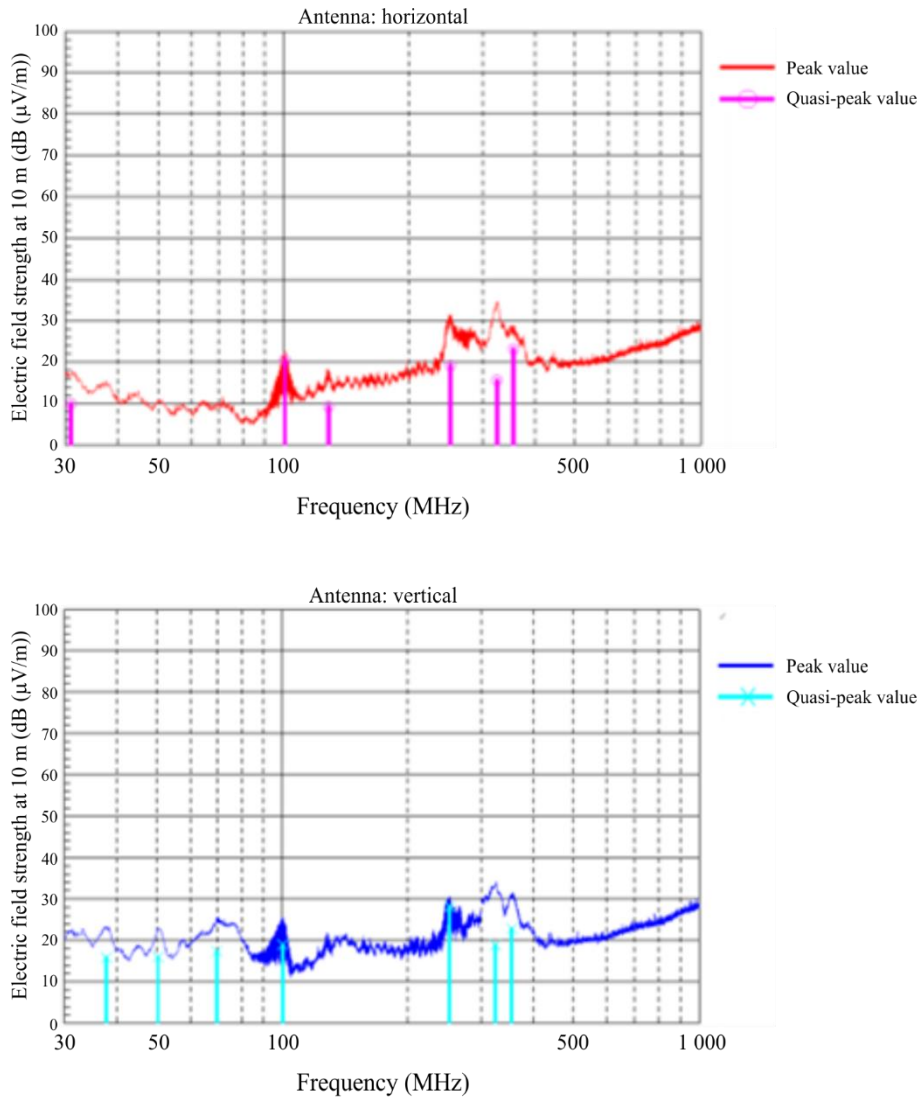 Antenna: horizontal
Electric field strength at 10 m (dB (μV/m))
100
90
80
70
60
50
40
30
20
10
0
30 50 100 500 1 000
Frequency (MHz)
Peak value
Quasi-peak value
Antenna: vertical
Electric field strength at 10 m (dB (μV/m))
100
90
80
70
60
50
40
30
20
10
0
30 50 100 500 1 000
Frequency (MHz)
Peak value
Quasi-peak value